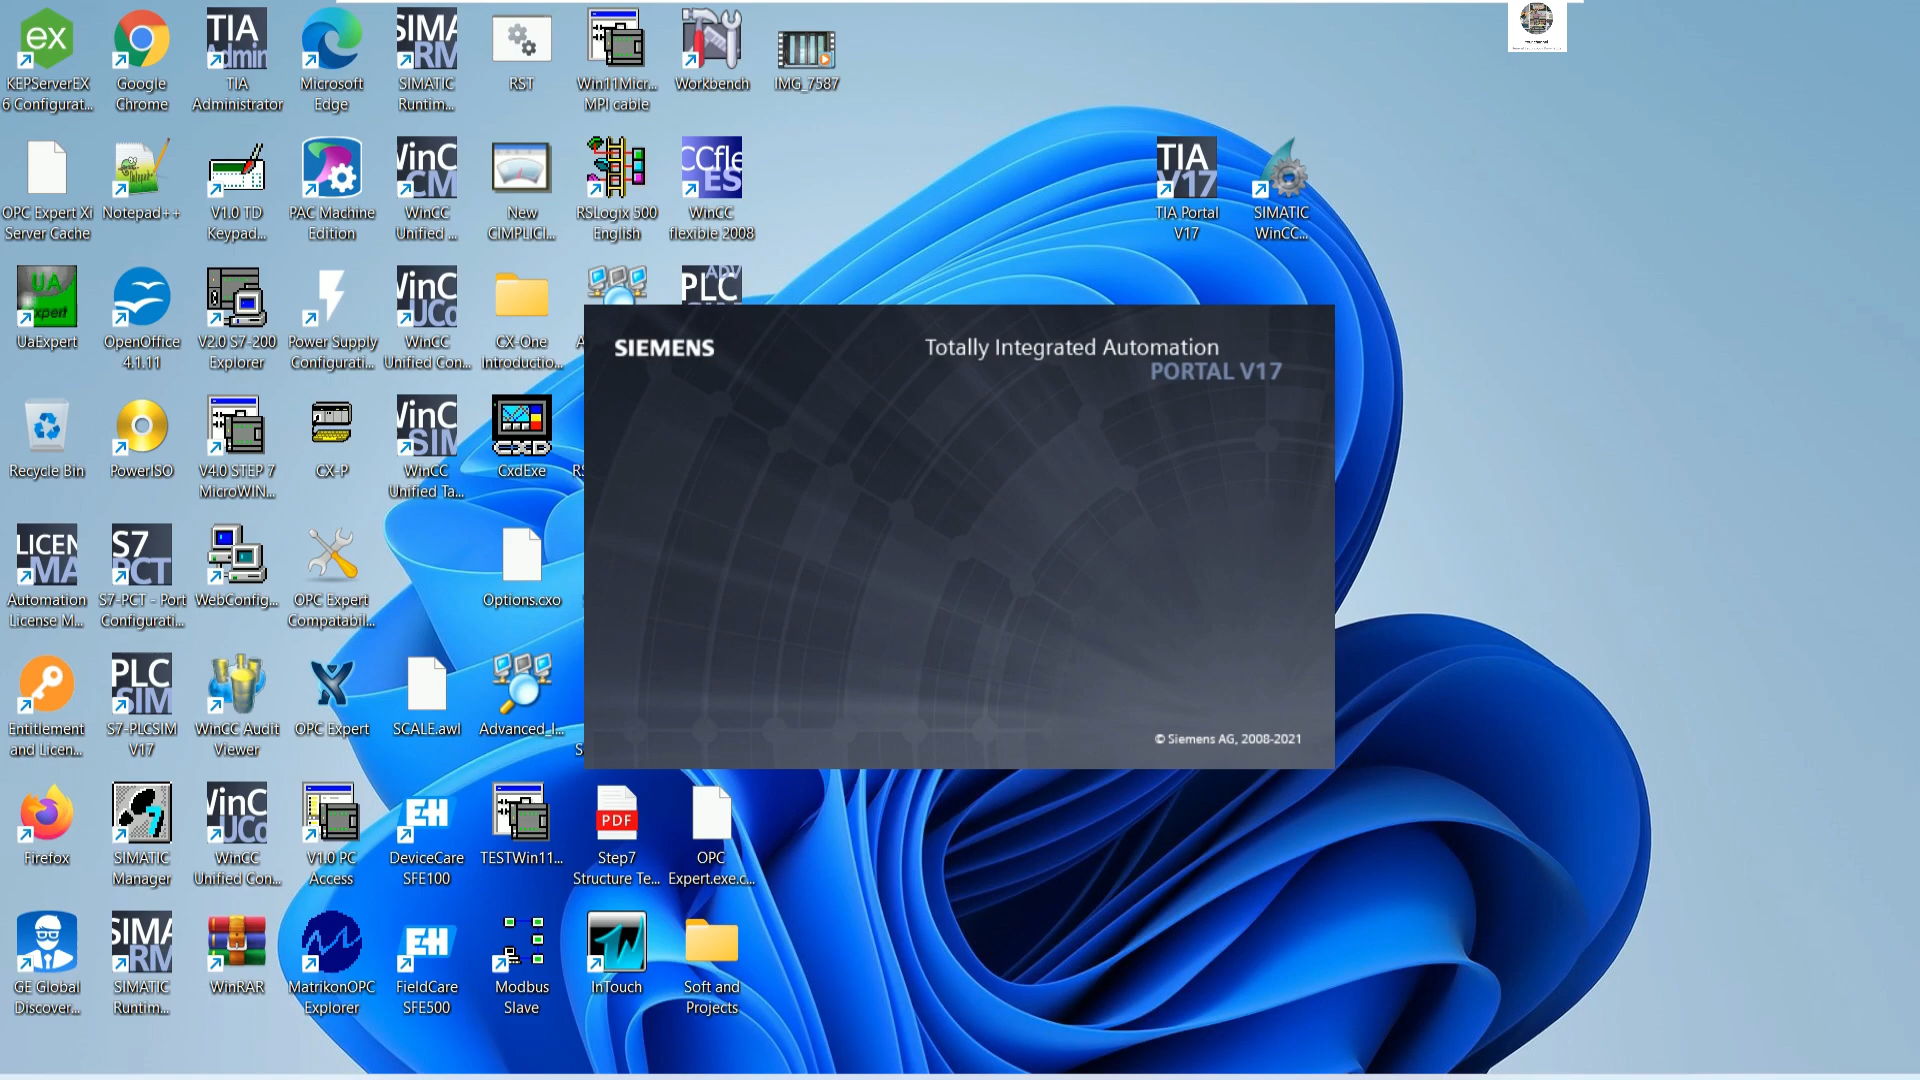 KEPServerEX
6 Configurat...
Google
Chrome
TIA
Administrator
Microsoft
Edge
SIMATIC
Runtim...
RST
Win11Micr...
MPI cable
Workbench
IMG_7587
OPC Expert Xi
Server Cache
Notepad++
V1.0 TD
Keypad...
PAC Machine
Edition
WinCC
Unified ...
New
CIMPLICI...
RSLogix 500
English
WinCC
flexible 2008
TIA Portal
V17
SIMATIC
WinCC...
UaExpert
OpenOffice
4.1.11
V2.0 S7-200
Explorer
Power Supply
Configurati...
WinCC
Unified Con...
CX-One
Introductio...
SIEMENS
Totally Integrated Automation
PORTAL V17
Recycle Bin
PowerISO
V4.0 STEP 7
MicroWIN...
CX-P
WinCC
Unified Ta...
CxdExe
Automation
License M...
S7-PCT - Port
Configurati...
WebConfig...
OPC Expert
Compatabil...
Options.cxo
Entitlement
and Licen...
S7-PLCSIM
V17
WinCC Audit
Viewer
OPC Expert
SCALE.awl
Advanced_I...
© Siemens AG, 2008-2021
Firefox
SIMATIC
Manager
WinCC
Unified Con...
V1.0 PC
Access
DeviceCare
SFE100
TESTWin11...
Step7
Structure Te...
OPC
Expert.exe.c...
GE Global
Discover...
SIMATIC
Runtim...
WinRAR
MatrikonOPC
Explorer
FieldCare
SFE500
Modbus
Slave
InTouch
Soft and
Projects